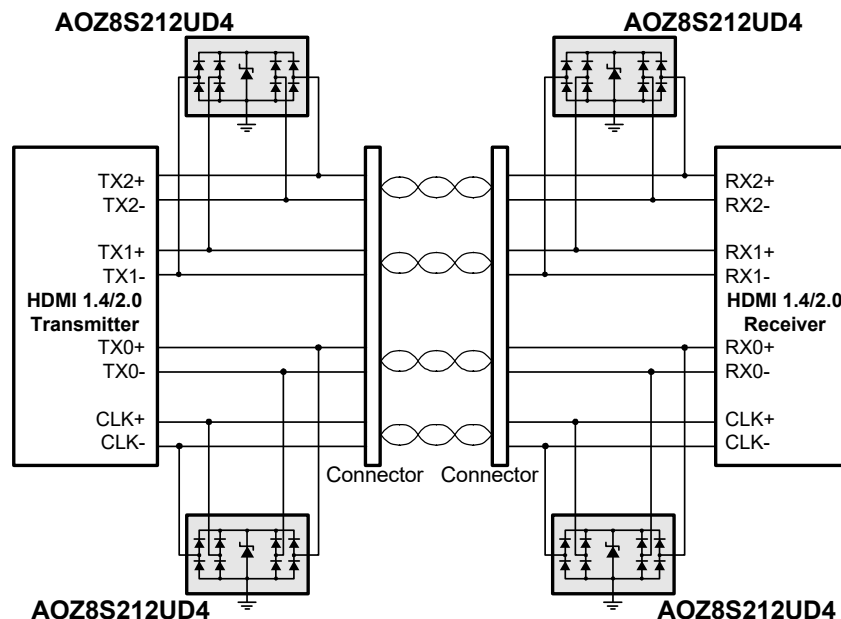 AOZ8S212UD4
AOZ8S212UD4
TX2+
TX2-
TX1+
TX1-
HDMI 1.4/2.0
Transmitter
TX0+
TX0-
CLK+
CLK-
RX2+
RX2-
RX1+
RX1-
HDMI 1.4/2.0
Receiver
RX0+
RX0-
CLK+
CLK-
Connector
Connector
AOZ8S212UD4
AOZ8S212UD4